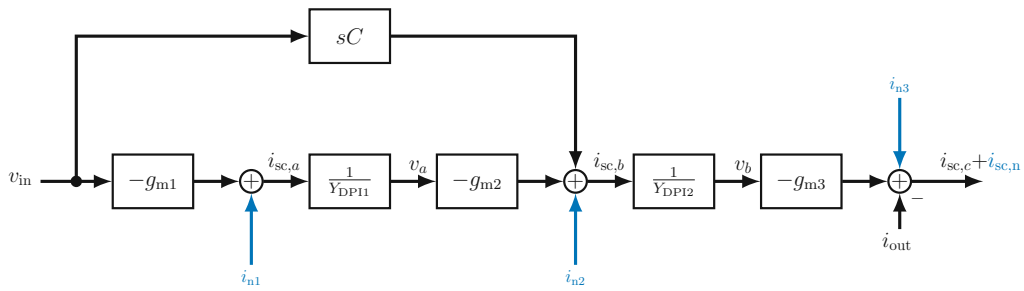 sC
i_n3
v_in
-g_m1
+
i_sc,a
1/Y_DPI1
v_a
-g_m2
+
i_sc,b
1/Y_DPI2
v_b
-g_m3
+
i_sc,c+i_sc,n
−
i_out
i_n1
i_n2